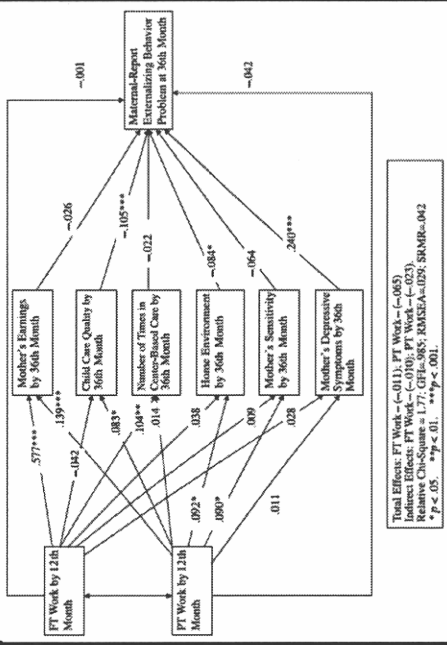 FT Work by 12th
Month
PT Work by 12th
Month
.577***
.139***
-.042
.083*
.104**
.014
.038
.092*
.009
.090*
.028
.011
Mother's Earnings
by 36th Month
Child Care Quality by
36th Month
Number of Times in
Center-Based Care by
36th Month
Home Environment
by 36th Month
Mother's Sensitivity
by 36th Month
Mother's Depressive
Symptoms by 36th
Month
-.026
-.105***
-.022
-.084*
-.064
.240***
-.001
Maternal-Report
Externalizing Behavior
Problem at 36th Month
-.042
Total Effects: FT Work – (-.011); PT Work – (-.065)
Indirect Effects: FT Work – (-.010); PT Work – (-.023).
Relative Chi-Square = 1.77; GFI=.985; RMSEA=.029; SRMR=.042
* p < .05. **p < .01. ***p < .001.